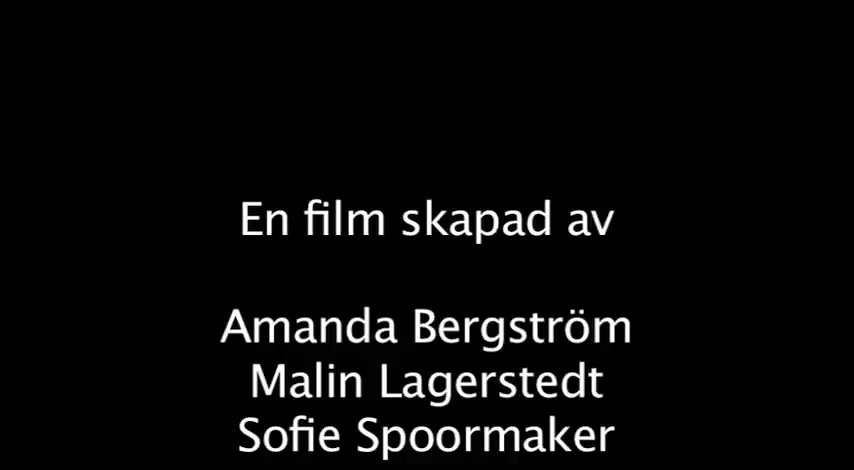 En film skapad av
Amanda Bergström
Malin Lagerstedt
Sofie Spoormaker